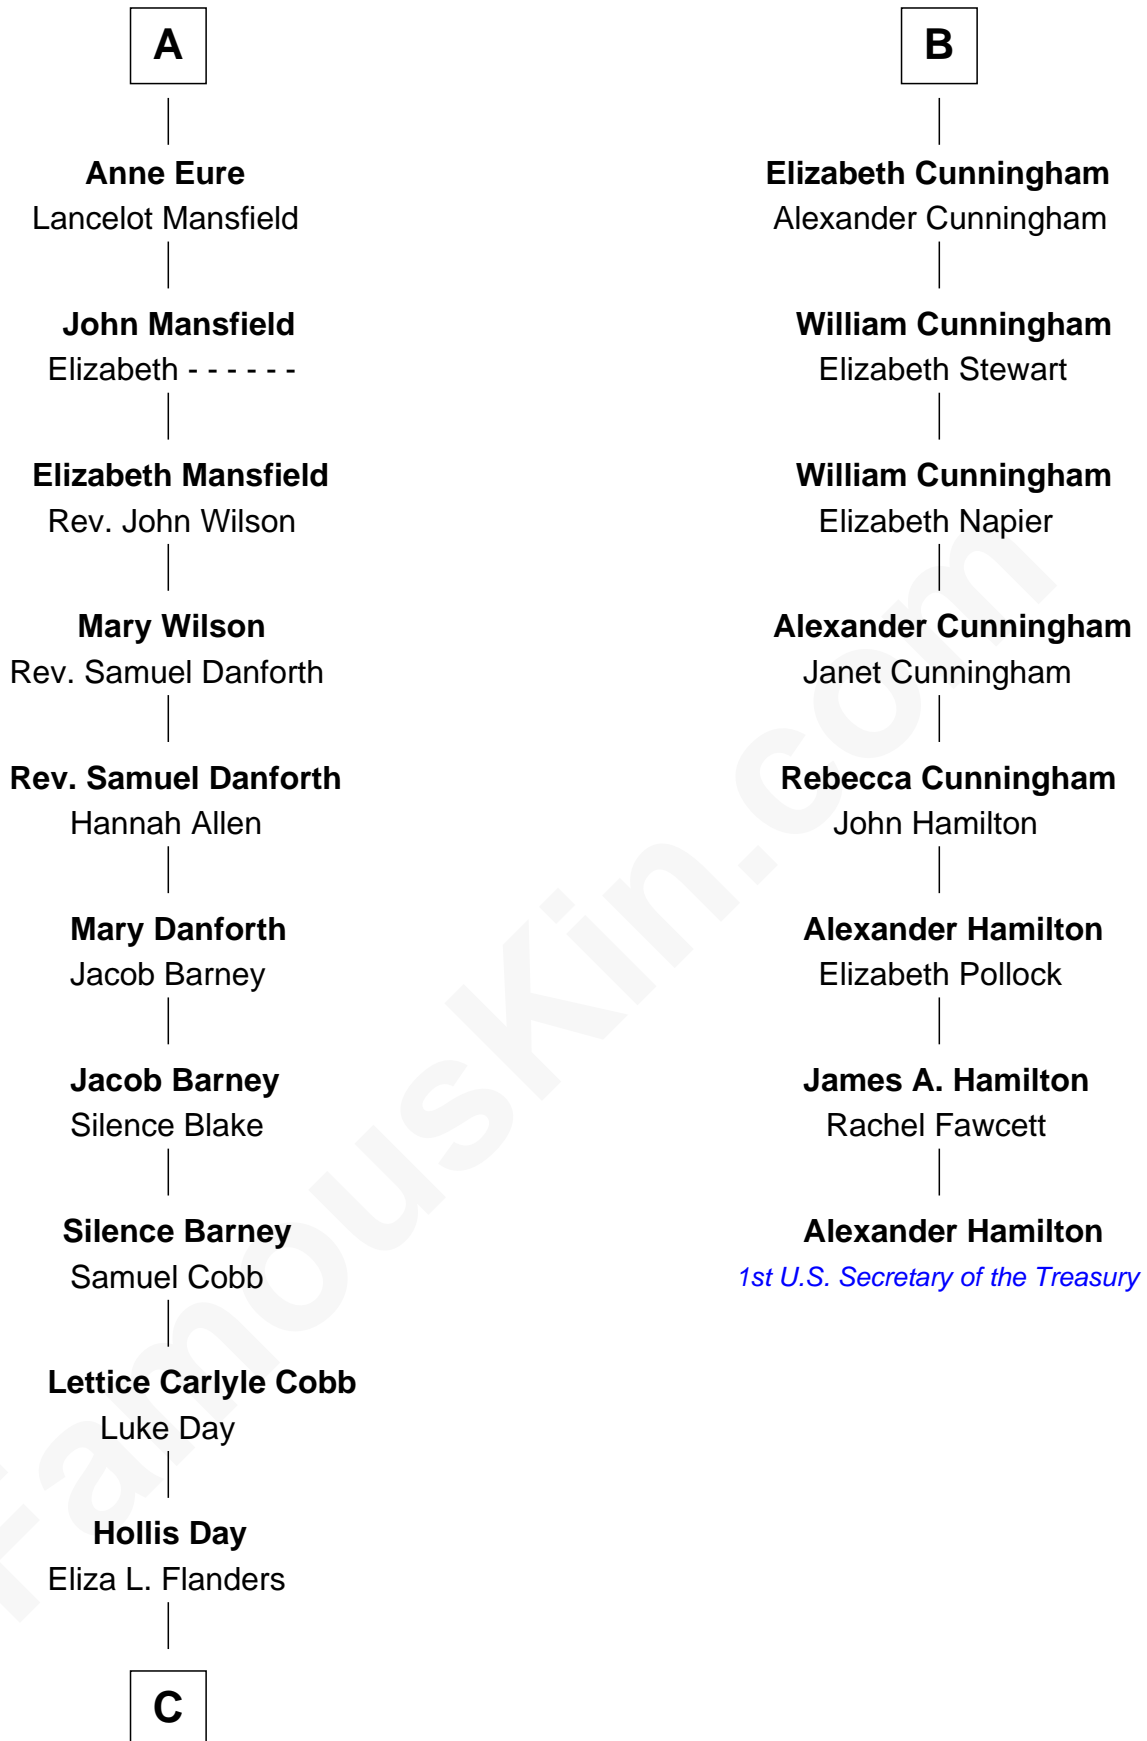 A
Anne Eure
Lancelot Mansfield
John Mansfield
Elizabeth - - - - - -
Elizabeth Mansfield
Rev. John Wilson
Mary Wilson
Rev. Samuel Danforth
Rev. Samuel Danforth
Hannah Allen
Mary Danforth
Jacob Barney
Jacob Barney
Silence Blake
Silence Barney
Samuel Cobb
Lettice Carlyle Cobb
Luke Day
Hollis Day
Eliza L. Flanders
C
B
Elizabeth Cunningham
Alexander Cunningham
William Cunningham
Elizabeth Stewart
William Cunningham
Elizabeth Napier
Alexander Cunningham
Janet Cunningham
Rebecca Cunningham
John Hamilton
Alexander Hamilton
Elizabeth Pollock
James A. Hamilton
Rachel Fawcett
Alexander Hamilton
1st U.S. Secretary of the Treasury
FamousKin.com